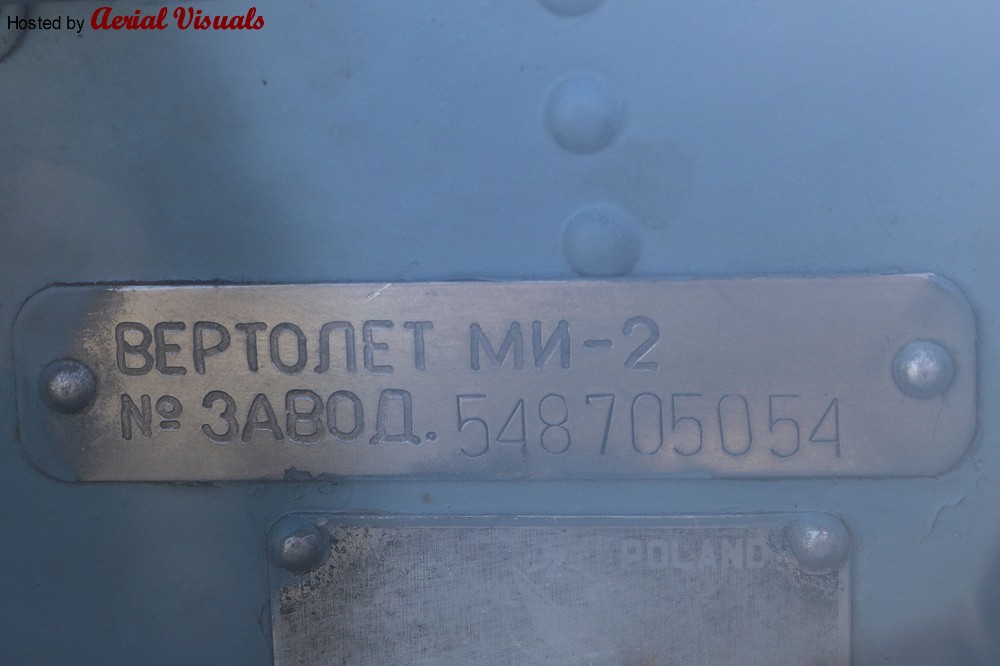 Hosted by Aerial Visuals
ВЕРТОЛЕТ МИ-2
№ ЗАВОД. 548705054
POLAND